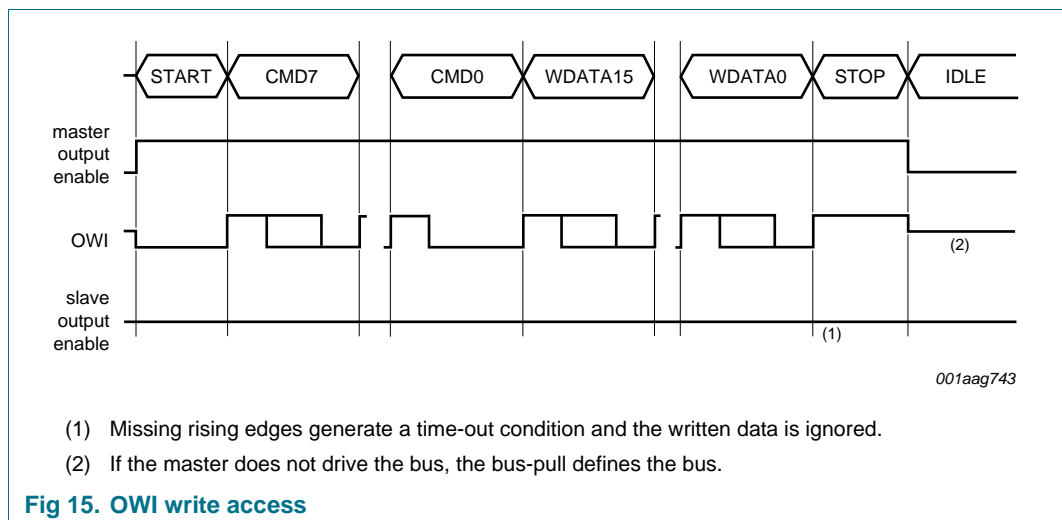 START CMD7 CMD0 WDATA15 WDATA0 STOP IDLE
master
output
enable
OWI
(2)
slave
output
enable
(1)
001aag743
(1) Missing rising edges generate a time-out condition and the written data is ignored.
(2) If the master does not drive the bus, the bus-pull defines the bus.
Fig 15. OWI write access